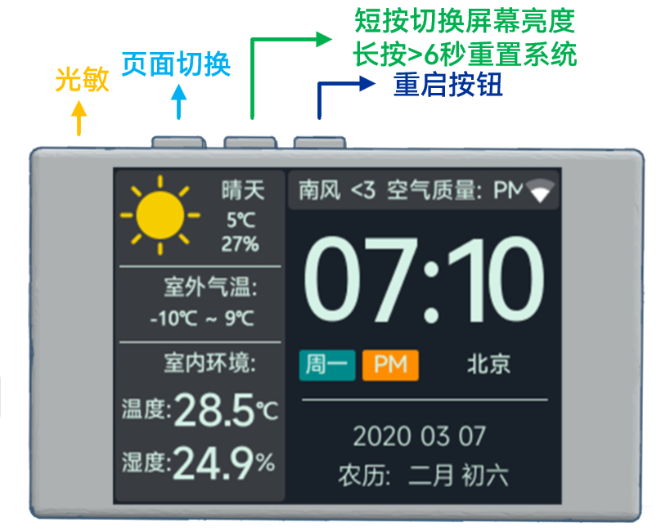 短按切换屏幕亮度
长按>6秒重置系统
页面切换
光敏
重启按钮
晴天
5℃
27%
南风 <3 空气质量: PM
室外气温:
-10℃ ~ 9℃
07:10
室内环境:
周一 PM 北京
温度:28.5℃
湿度:24.9%
2020 03 07
农历: 二月 初六